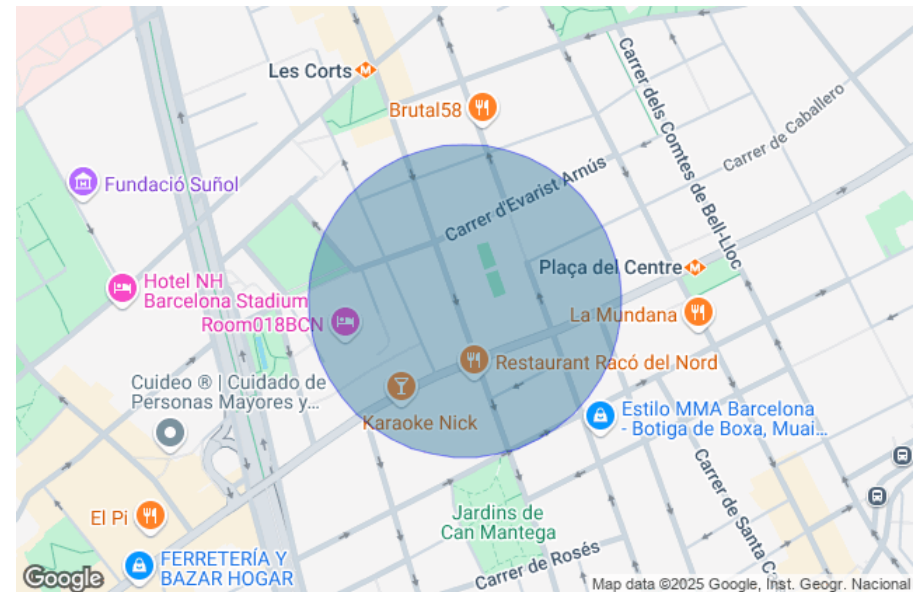 Les Corts
Brutal58
Carrer dels Comtes de Bell-Lloc
Carrer de Caballero
Fundació Suñol
Carrer d'Evarist Arnús
Plaça del Centre
Hotel NH
Barcelona Stadium
Room018BCN
La Mundana
Restaurant Racó del Nord
Cuideo ® | Cuidado de
Personas Mayores y...
Karaoke Nick
Estilo MMA Barcelona
- Botiga de Boxa, Muai...
Carrer de Santa Ca
El Pi
Jardins de
Can Mantega
FERRETERÍA Y
BAZAR HOGAR
Carrer de Rosés
Google
Map data ©2025 Google, Inst. Geogr. Nacional